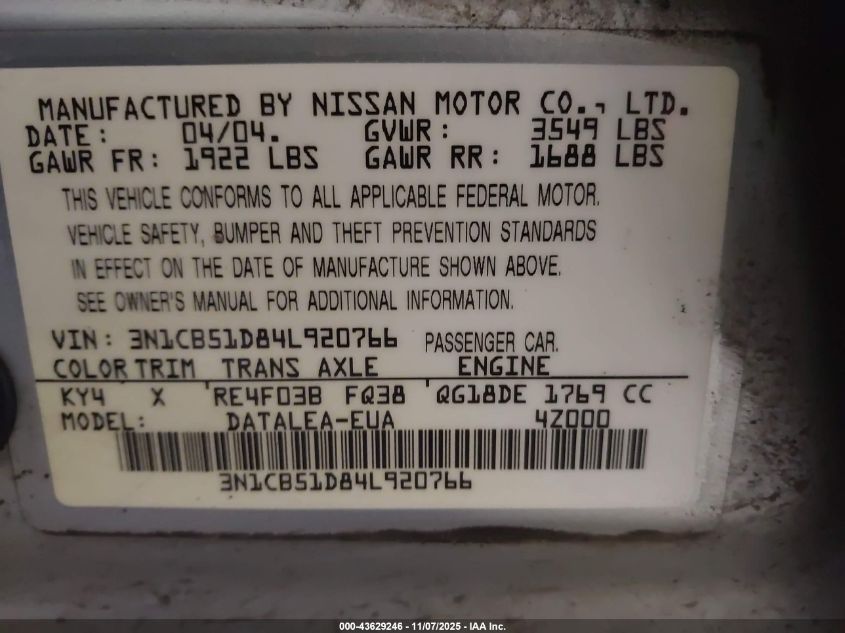 MANUFACTURED BY NISSAN MOTOR CO., LTD.
DATE: 04/04. GVWR: 3549 LBS
GAWR FR: 1922 LBS GAWR RR: 1688 LBS
THIS VEHICLE CONFORMS TO ALL APPLICABLE FEDERAL MOTOR.
VEHICLE SAFETY, BUMPER AND THEFT PREVENTION STANDARDS
IN EFFECT ON THE DATE OF MANUFACTURE SHOWN ABOVE.
SEE OWNER'S MANUAL FOR ADDITIONAL INFORMATION.
VIN: 3N1CB51D84L920766 PASSENGER CAR.
COLOR TRIM TRANS AXLE ENGINE
KY4 X RE4F03B FQ38 QG18DE 1769 CC
MODEL: DATALEA-EUA 4Z000
3N1CB51D84L920766
000-43629246 - 11/07/2025 - IAA Inc.